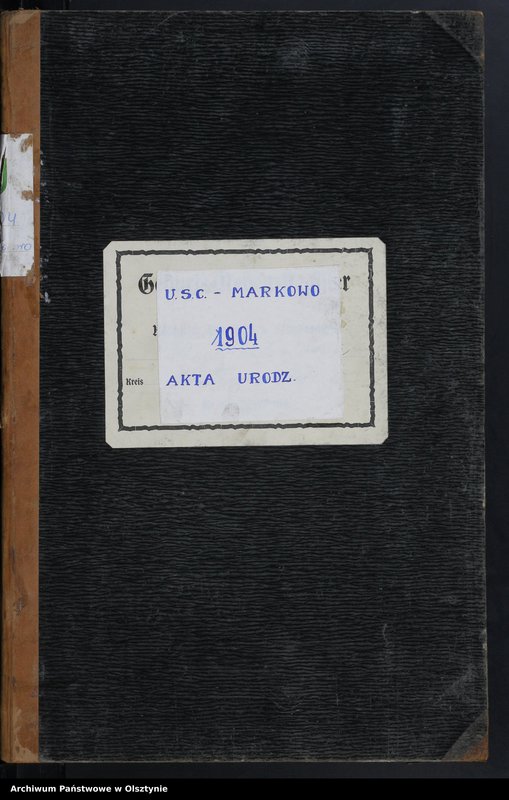 U.S.C. - MARKOWO
1904
Kreis
AKTA URODZ.
Archiwum Państwowe w Olsztynie